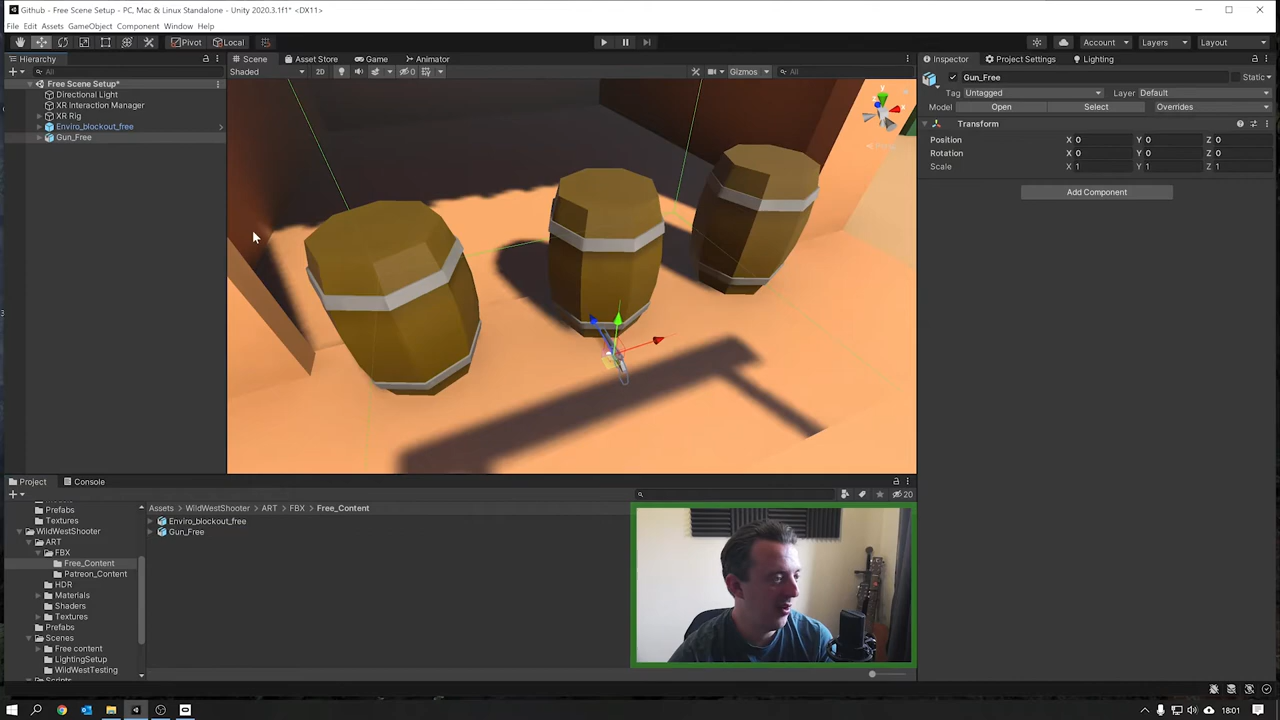 Github - Free Scene Setup - PC, Mac & Linux Standalone - Unity 2020.3.1f1* <DX11>
File Edit Assets GameObject Component Window Help
Pivot Local Account Layers Layout
Hierarchy Scene Asset Store Game Animator Inspector Project Settings Lighting
All Shaded 2D 0 Gizmos All
Free Scene Setup*
Directional Light
XR Interaction Manager
XR Rig
Enviro_blockout_free
Gun_Free
Gun_Free Static
Tag Untagged Layer Default
Model Open Select Overrides
Transform
Position X 0 Y 0 Z 0
Rotation X 0 Y 0 Z 0
Scale X 1 Y 1 Z 1
Add Component
Project Console
20
Prefabs
Textures
WildWestShooter
ART
FBX
Free_Content
Patreon_Content
HDR
Materials
Shaders
Textures
Prefabs
Scenes
Free content
LightingSetup
WildWestTesting
Scripts
Assets > WildWestShooter > ART > FBX > Free_Content
Enviro_blockout_free
Gun_Free
18:01